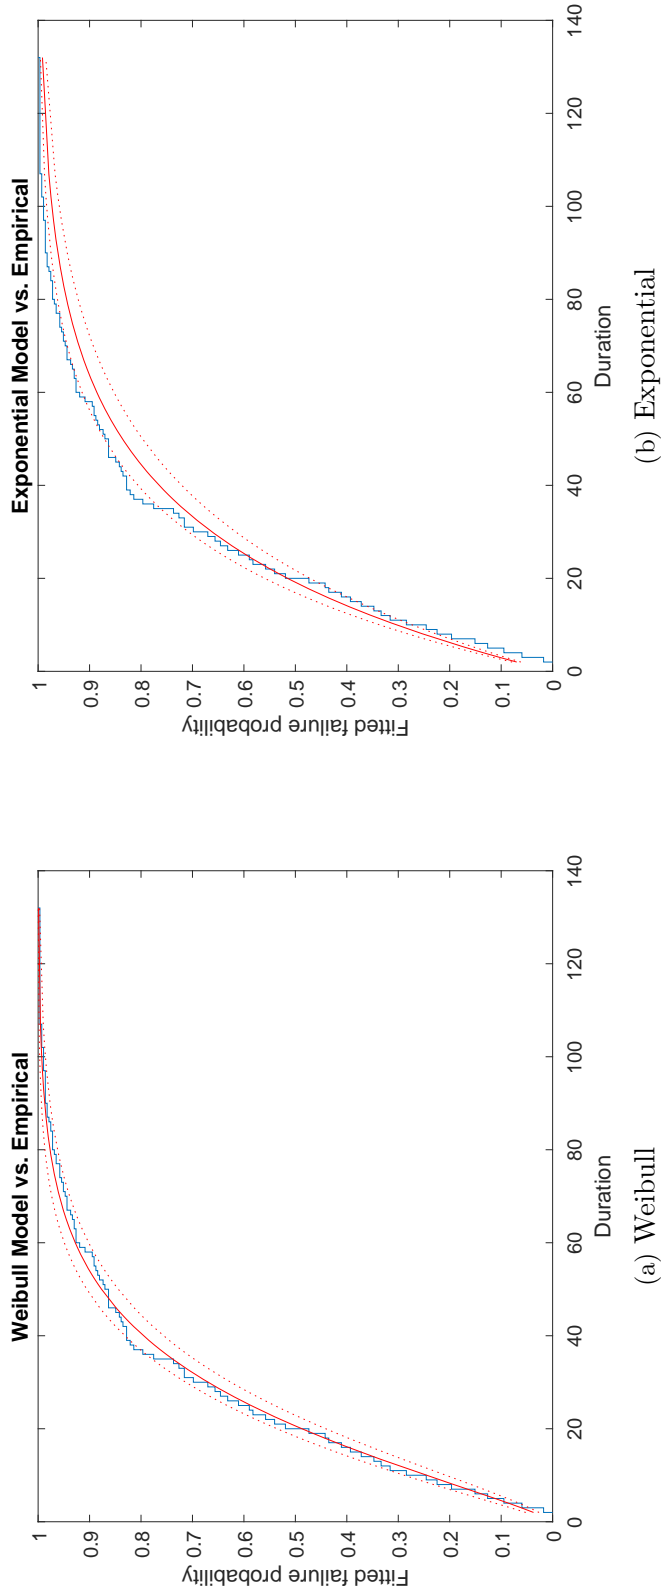 Weibull Model vs. Empirical
1
0.9
0.8
0.7
0.6
0.5
0.4
0.3
0.2
0.1
0
Fitted failure probability
0 20 40 60 80 100 120 140
Duration
(a) Weibull
Exponential Model vs. Empirical
1
0.9
0.8
0.7
0.6
0.5
0.4
0.3
0.2
0.1
0
Fitted failure probability
0 20 40 60 80 100 120 140
Duration
(b) Exponential